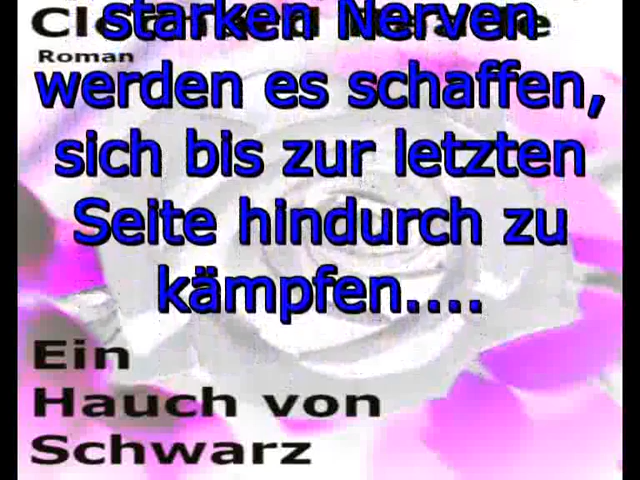 starken Nerven
Roman
werden es schaffen,
sich bis zur letzten
Seite hindurch zu
kämpfen....
Ein
Hauch von
Schwarz